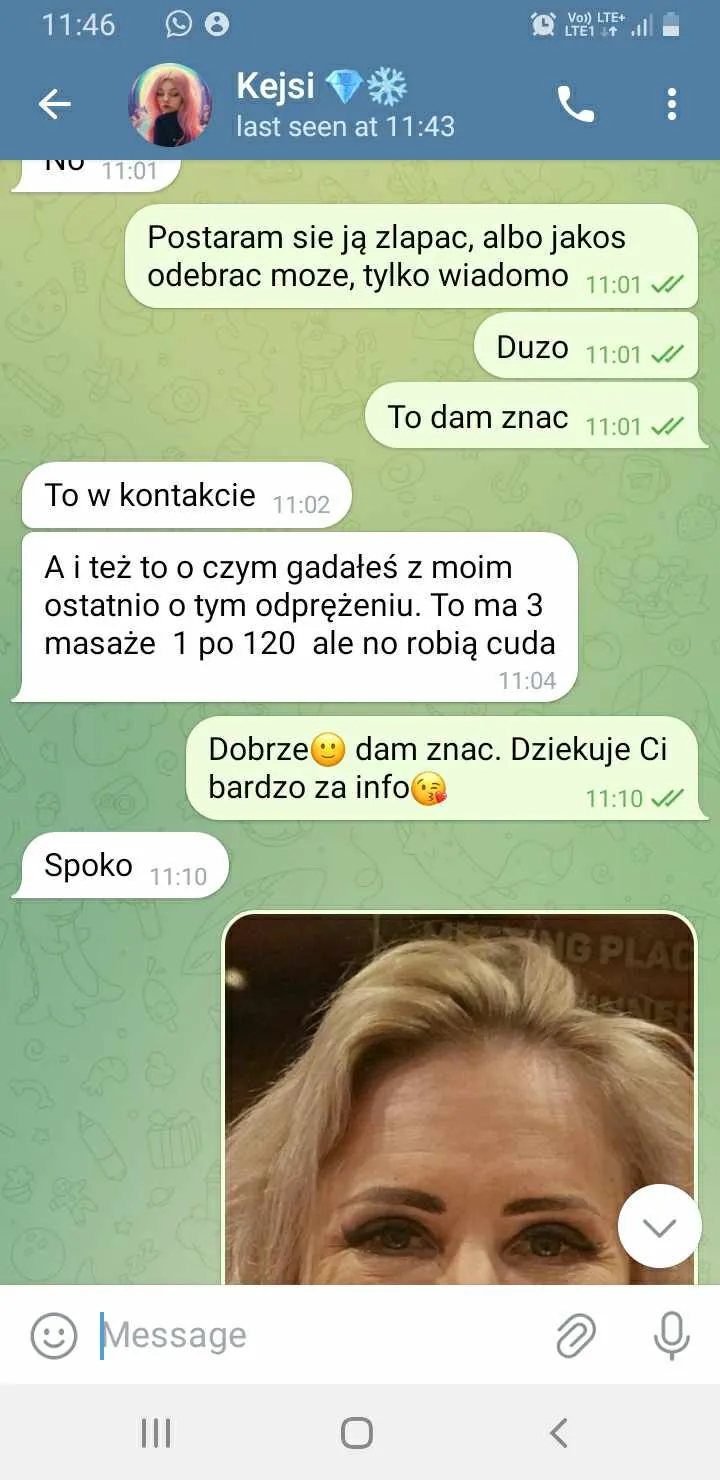 11:46
Vo)) LTE+
LTE1
Kejsi
last seen at 11:43
No 11:01
Postaram sie ją zlapac, albo jakos
odebrac moze, tylko wiadomo 11:01
Duzo 11:01
To dam znac 11:01
To w kontakcie 11:02
A i też to o czym gadałeś z moim
ostatnio o tym odprężeniu. To ma 3
masaże 1 po 120 ale no robią cuda
11:04
Dobrze🙂 dam znac. Dziekuje Ci
bardzo za info😘 11:10
Spoko 11:10
MEETING PLAC
Message